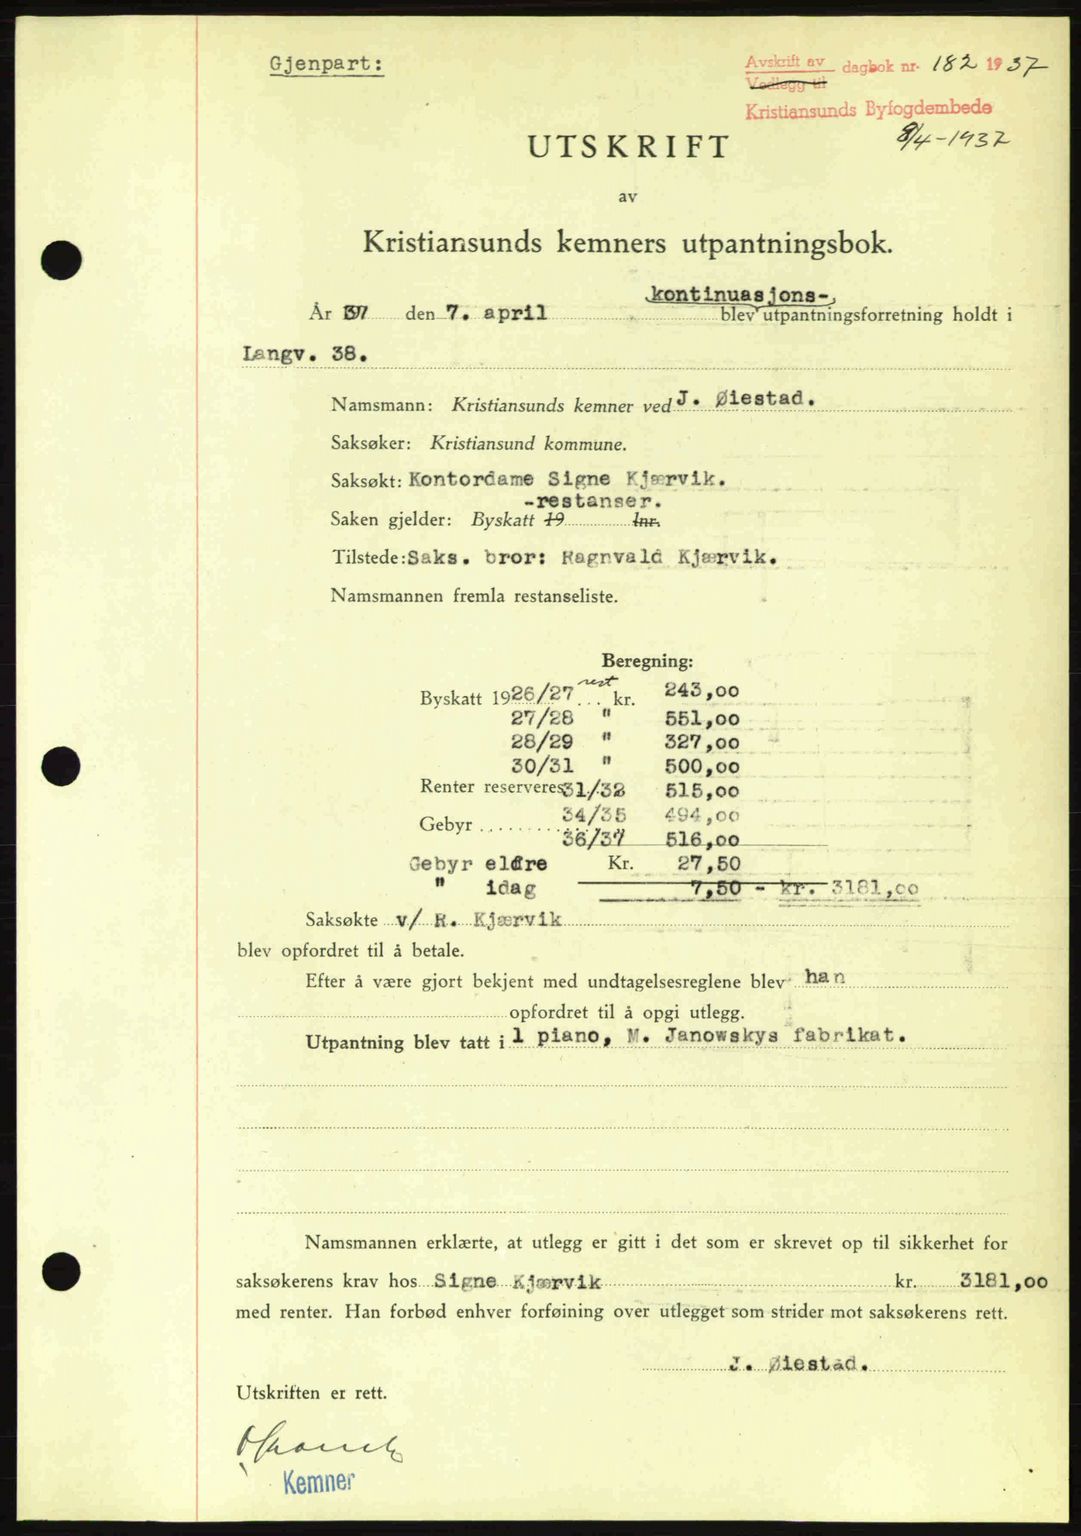 Gjenpart:
Avskrift av dagbok nr. 182 1937
Vedlegg til
Kristiansunds Byfogdembede
8/4-1937
UTSKRIFT
av
Kristiansunds kemners utpantningsbok.
kontinuasjons-
År 37 den 7. april blev utpantningsforretning holdt i
Langv. 38.
Namsmann: Kristiansunds kemner ved J. Øiestad.
Saksøker: Kristiansund kommune.
Saksøkt: Kontordame Signe Kjærvik.
-restanser.
Saken gjelder: Byskatt 19 lnr.
Tilstede: Saks. bror: Ragnvald Kjærvik.
Namsmannen fremla restanseliste.
Beregning:
Byskatt 1926/27 rest kr. 243,00
27/28 " 551,00
28/29 " 327,00
30/31 " 500,00
Renter reserveres 31/32 515,00
34/35 494,00
Gebyr ..........
36/37 516,00
Gebyr eldre Kr. 27,50
" idag 7,50 - kr. 3181,00
Saksøkte v/ R. Kjærvik
blev opfordret til å betale.
Efter å være gjort bekjent med undtagelsesreglene blev han
opfordret til å opgi utlegg.
Utpantning blev tatt i 1 piano, M. Janowskys fabrikat.
Namsmannen erklærte, at utlegg er gitt i det som er skrevet op til sikkerhet for
saksøkerens krav hos Signe Kjærvik kr. 3181,00
med renter. Han forbød enhver forføining over utlegget som strider mot saksøkerens rett.
J. Øiestad.
Utskriften er rett.
Kemner